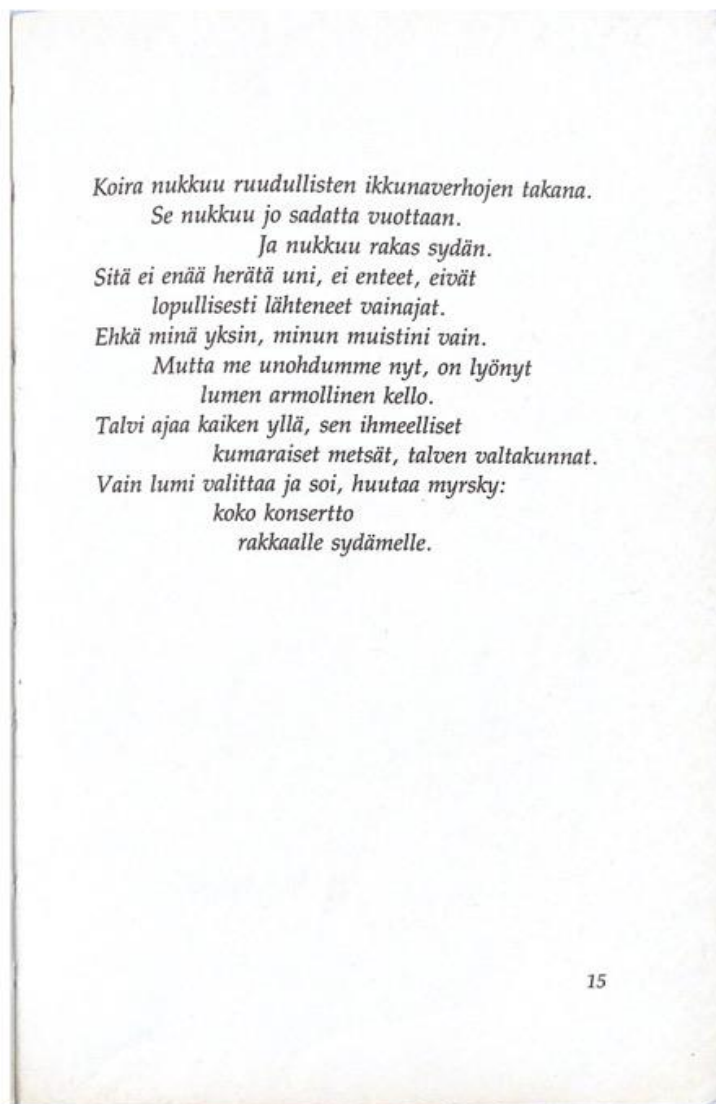 Koira nukkuu ruudullisten ikkunaverhojen takana.
Se nukkuu jo sadatta vuottaan.
Ja nukkuu rakas sydän.
Sitä ei enää herätä uni, ei enteet, eivät
lopullisesti lähteneet vainajat.
Ehkä minä yksin, minun muistini vain.
Mutta me unohdumme nyt, on lyönyt
lumen armollinen kello.
Talvi ajaa kaiken yllä, sen ihmeelliset
kumaraiset metsät, talven valtakunnat.
Vain lumi valittaa ja soi, huutaa myrsky:
koko konsertto
rakkaalle sydämelle.
15